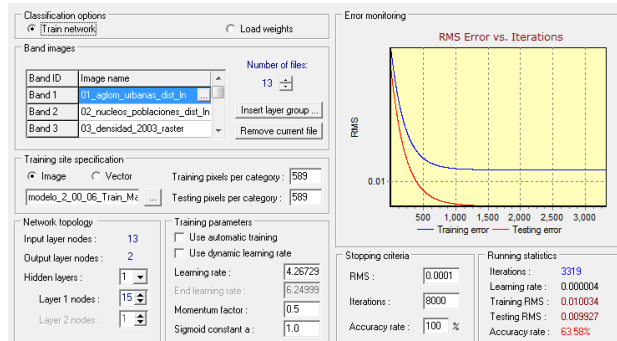 Classification options
Train network
Load weights
Band images
Band ID Image name
Band 1 01_aglom_urbanas_dist_ln ...
Band 2 02_nucleos_poblaciones_dist_ln
Band 3 03_densidad_2003_raster
Number of files:
13
Insert layer group ...
Remove current file
Training site specification
Image Vector
modelo_2_00_06_Train_Ma ...
Training pixels per category : 589
Testing pixels per category : 589
Network topology
Input layer nodes : 13
Output layer nodes : 2
Hidden layers : 1
Layer 1 nodes : 15
Layer 2 nodes : 1
Training parameters
Use automatic training
Use dynamic learning rate
Learning rate : 4.26729
End learning rate : 6.24999
Momentum factor : 0.5
Sigmoid constant a : 1.0
Error monitoring
RMS Error vs. Iterations
RMS
0.01
500 1,000 1,500 2,000 2,500 3,000
Training error Testing error
Stopping criteria
RMS : 0.0001
Iterations : 8000
Accuracy rate : 100 %
Running statistics
Iterations : 3319
Learning rate : 0.000004
Training RMS : 0.010034
Testing RMS : 0.009927
Accuracy rate : 63.58%